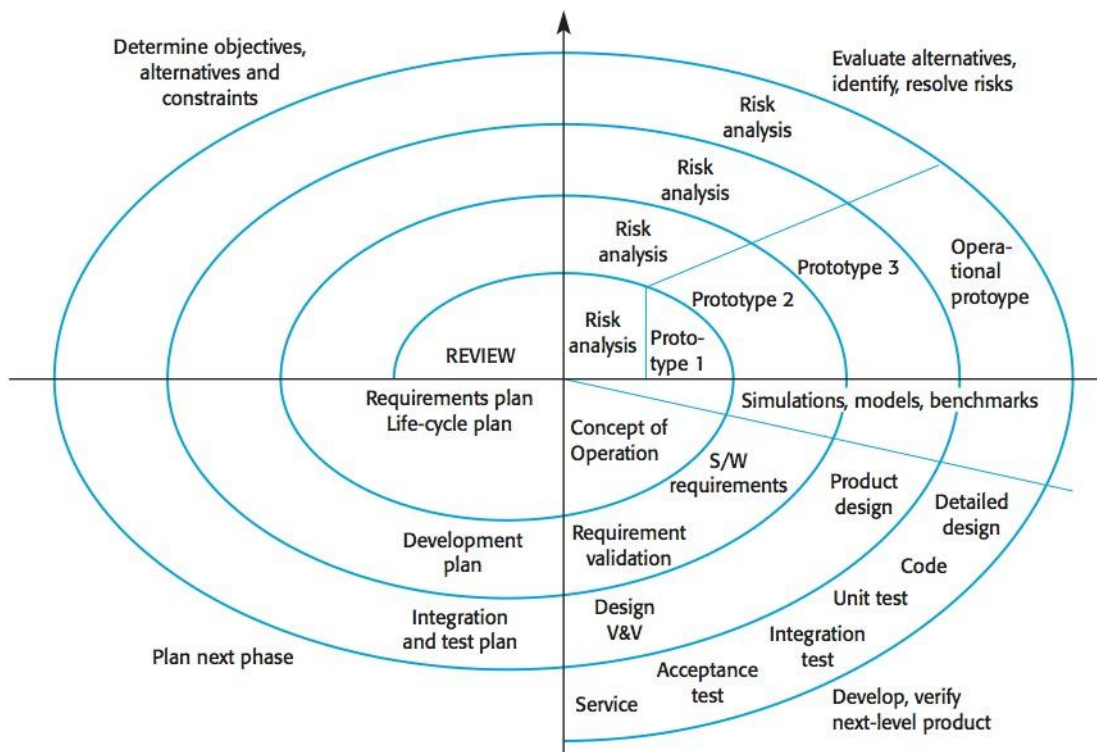 Determine objectives,
alternatives and
constraints
Evaluate alternatives,
identify, resolve risks
Risk
analysis
Risk
analysis
Risk
analysis
Risk
analysis
Proto-
type 1
Prototype 2
Prototype 3
Opera-
tional
protoype
REVIEW
Requirements plan
Life-cycle plan
Simulations, models, benchmarks
Concept of
Operation
S/W
requirements
Product
design
Detailed
design
Development
plan
Requirement
validation
Code
Unit test
Integration
and test plan
Design
V&V
Integration
test
Plan next phase
Acceptance
test
Service
Develop, verify
next-level product